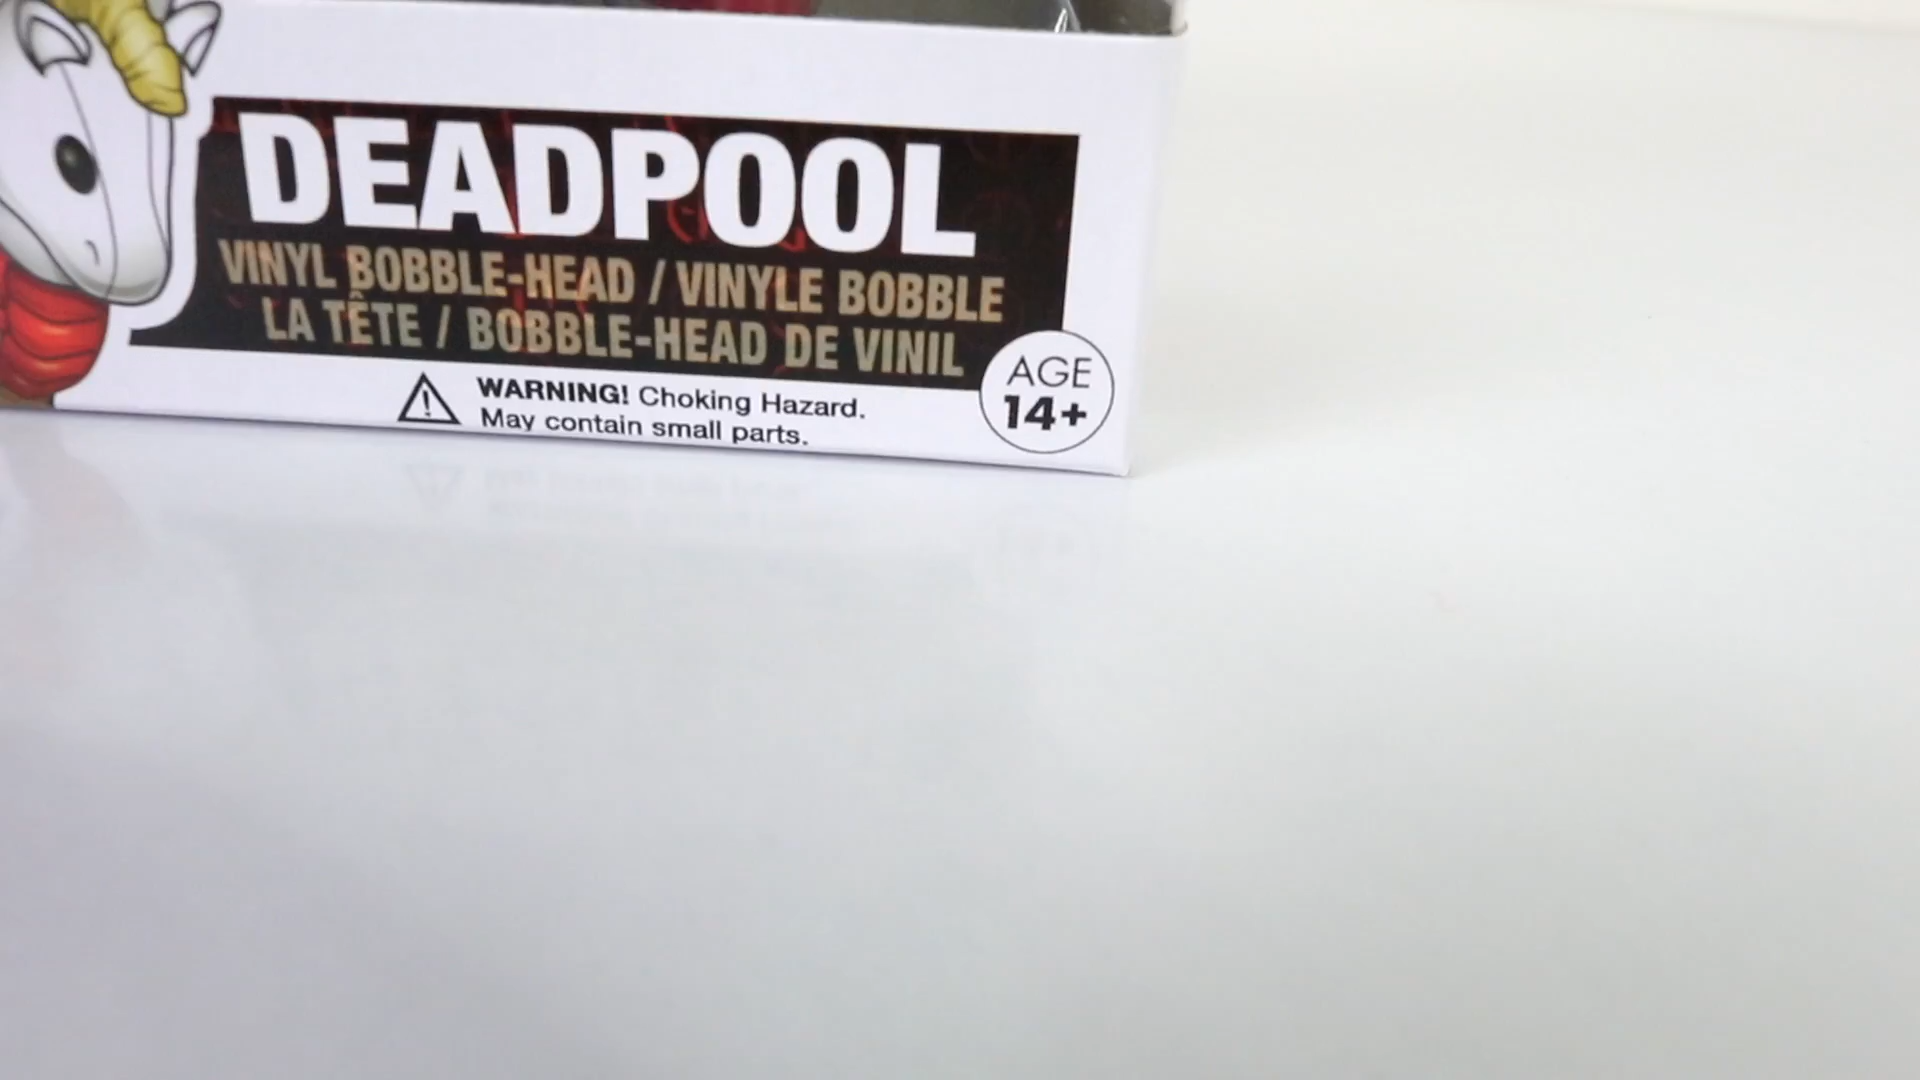 DEADPOOL
VINYL BOBBLE-HEAD / VINYLE BOBBLE
LA TÊTE / BOBBLE-HEAD DE VINIL
WARNING! Choking Hazard.
May contain small parts.
AGE
14+